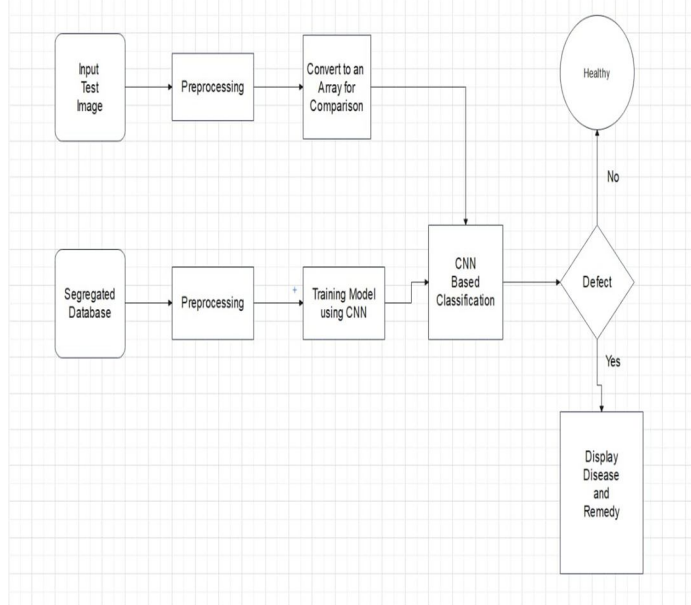 Input
Test
Image
Preprocessing
Convert to an
Array for
Comparison
Healthy
No
Segregated
Database
Preprocessing
Training Model
using CNN
CNN
Based
Classification
Defect
Yes
Display
Disease
and
Remedy